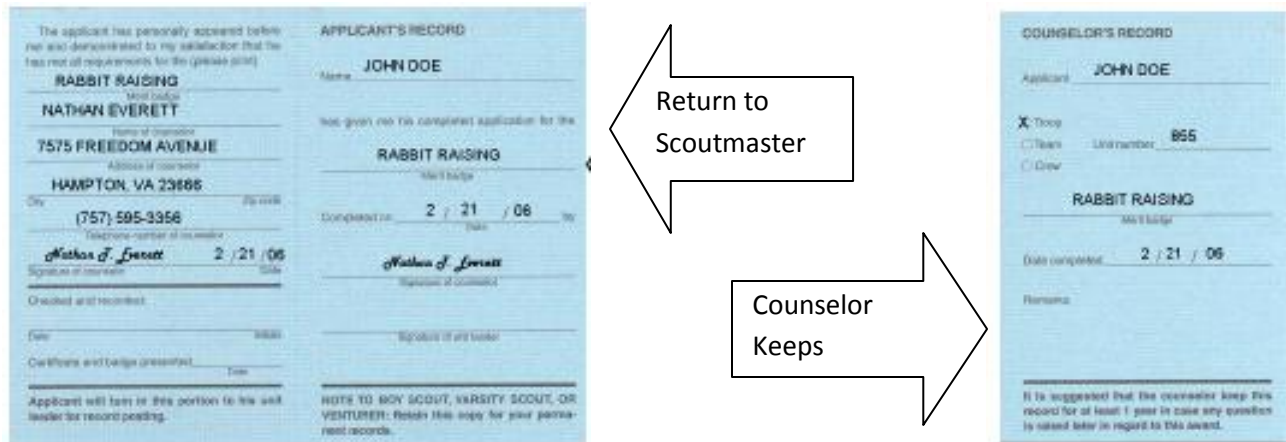 The applicant has personally appeared before
me and demonstrated to my satisfaction that he
has met all requirements for the (please print)
RABBIT RAISING
Merit badge
NATHAN EVERETT
Name of counselor
7575 FREEDOM AVENUE
Address of counselor
HAMPTON, VA 23666
City Zip code
(757) 595-3356
Telephone number of counselor
Nathan T. Everett 2 / 21 / 06
Signature of counselor Date
Checked and recorded:
Date Initials
Certificate and badge presented
Date
Applicant will turn in this portion to his unit
leader for record posting.
APPLICANT'S RECORD
Name JOHN DOE
has given me his completed application for the
RABBIT RAISING
Merit badge
Completed on 2 / 21 / 06 by
Date
Nathan T. Everett
Signature of counselor
Signature of unit leader
NOTE TO BOY SCOUT, VARSITY SCOUT, OR
VENTURER: Retain this copy for your perma-
nent records.
Return to
Scoutmaster
Counselor
Keeps
COUNSELOR'S RECORD
Applicant JOHN DOE
X Troop
Team Unit number 855
Crew
RABBIT RAISING
Merit badge
Date completed 2 / 21 / 06
Remarks:
It is suggested that the counselor keep this
record for at least 1 year in case any question
is raised later in regard to this award.